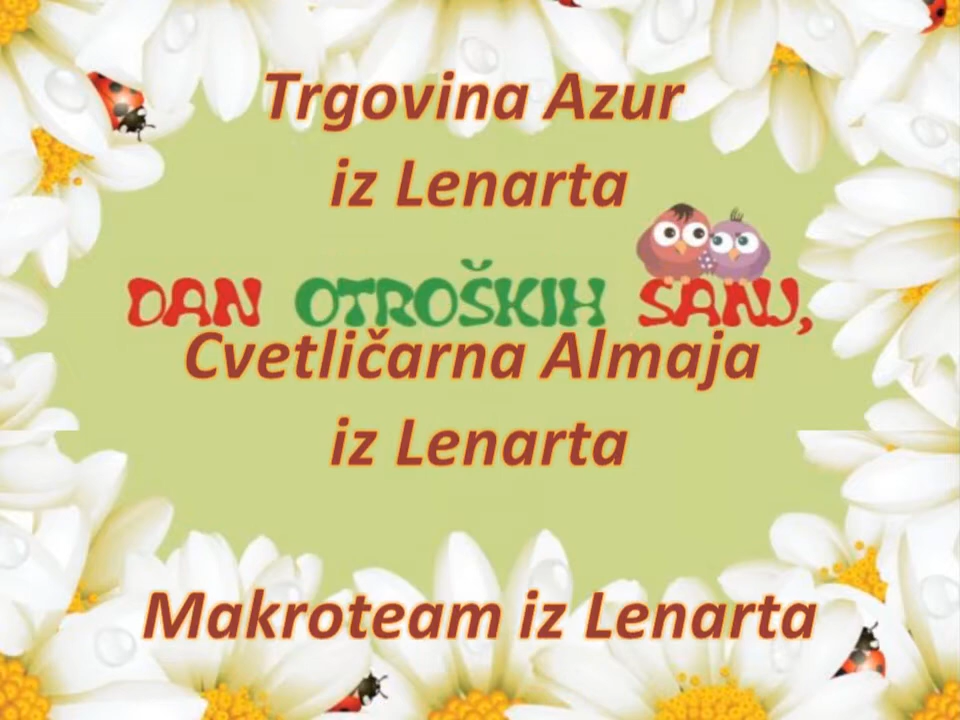 Trgovina Azur
iz Lenarta
DAN OTROŠKIH SANJ,
Cvetličarna Almaja
iz Lenarta
Makroteam iz Lenarta